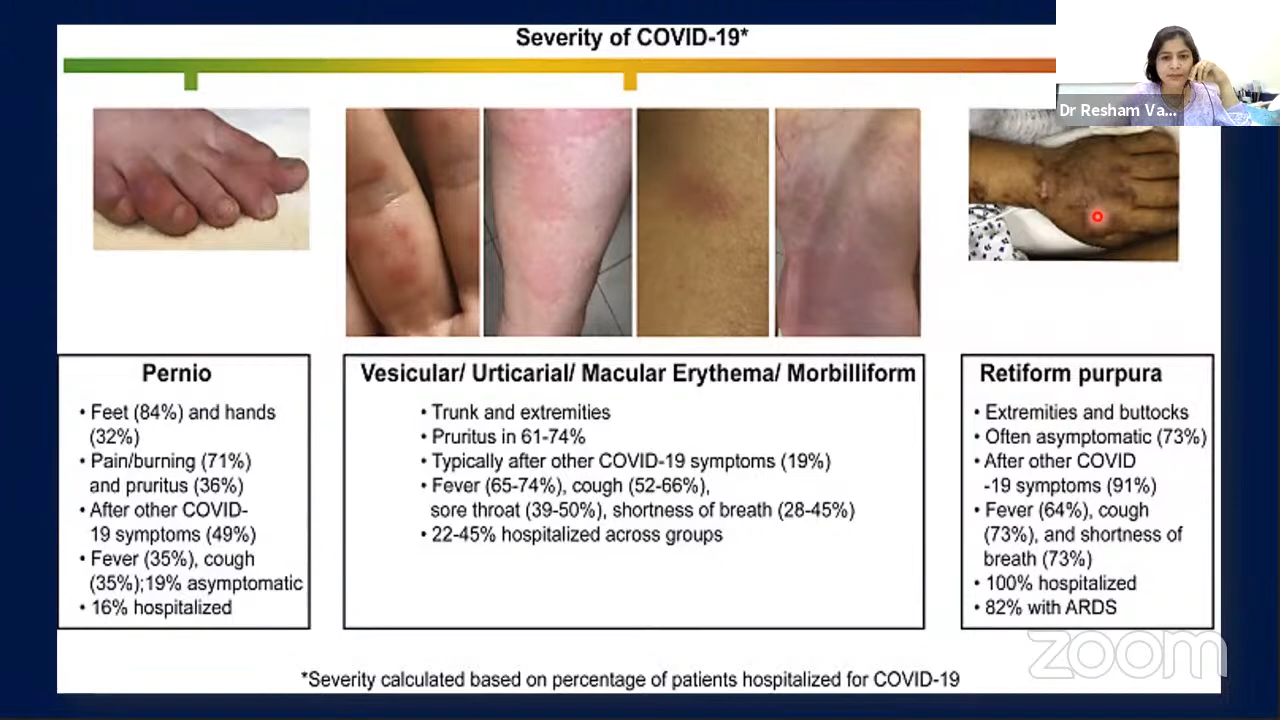 Severity of COVID-19*
Dr Resham Va...
Pernio
• Feet (84%) and hands
(32%)
• Pain/burning (71%)
and pruritus (36%)
• After other COVID-
19 symptoms (49%)
• Fever (35%), cough
(35%);19% asymptomatic
• 16% hospitalized
Vesicular/ Urticarial/ Macular Erythema/ Morbilliform
• Trunk and extremities
• Pruritus in 61-74%
• Typically after other COVID-19 symptoms (19%)
• Fever (65-74%), cough (52-66%),
sore throat (39-50%), shortness of breath (28-45%)
• 22-45% hospitalized across groups
Retiform purpura
• Extremities and buttocks
• Often asymptomatic (73%)
• After other COVID
-19 symptoms (91%)
• Fever (64%), cough
(73%), and shortness of
breath (73%)
• 100% hospitalized
• 82% with ARDS
zoom
*Severity calculated based on percentage of patients hospitalized for COVID-19